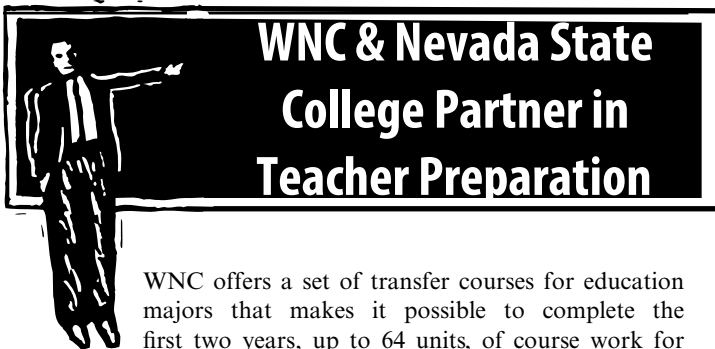 WNC & Nevada State
College Partner in
Teacher Preparation
WNC offers a set of transfer courses for education
majors that makes it possible to complete the
first two years, up to 64 units, of course work for